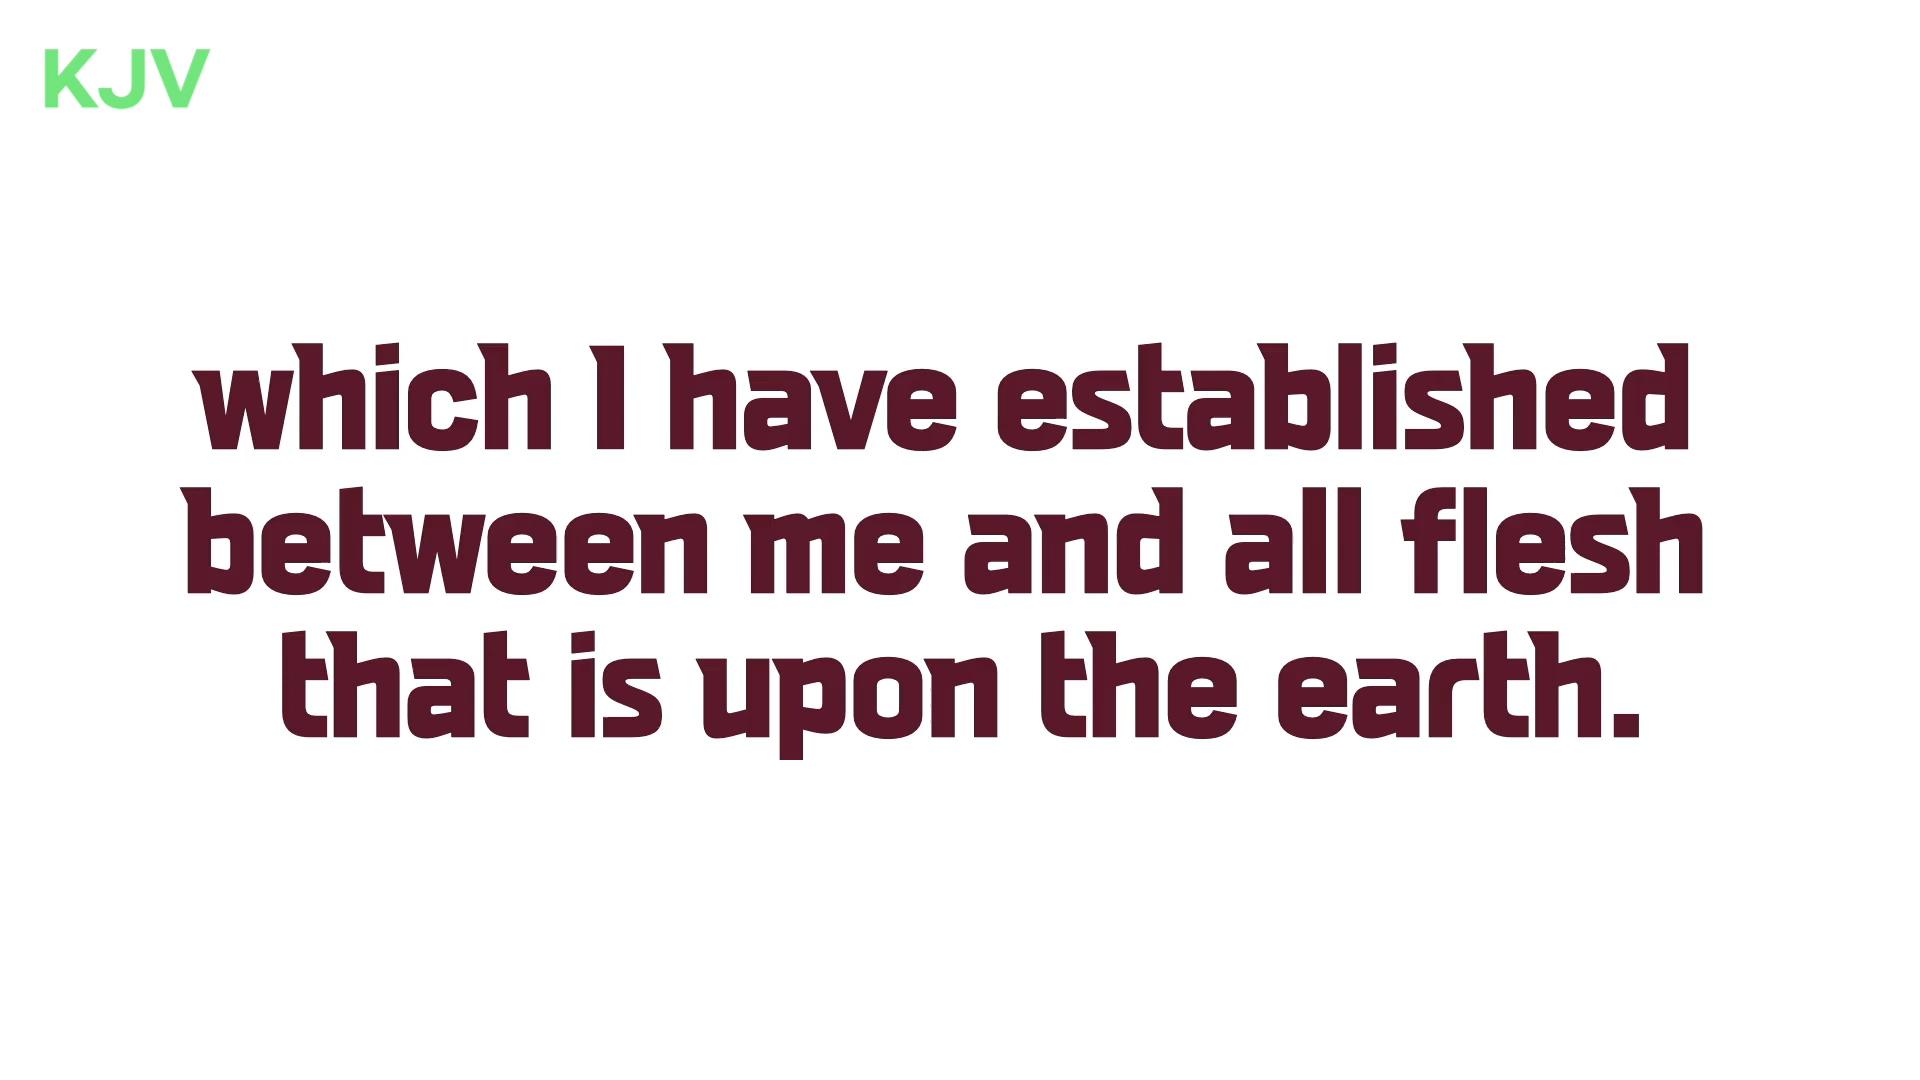 KJV
which I have established
between me and all flesh
that is upon the earth.